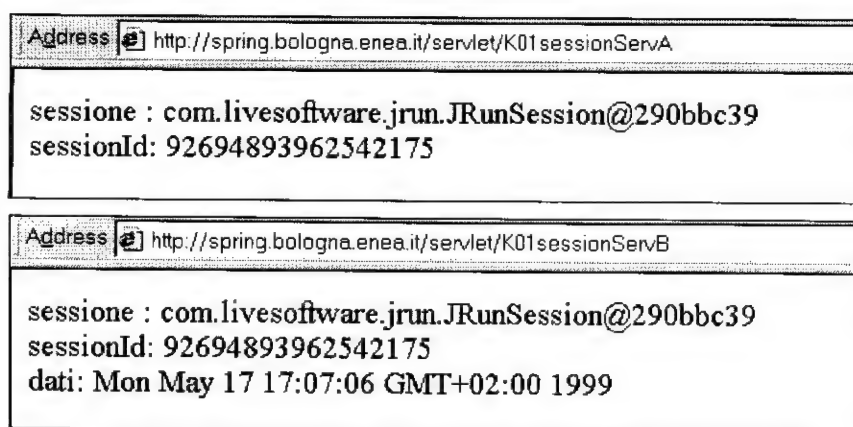 Address http://spring.bologna.enea.it/servlet/K01sessionServA
sessione : com.livesoftware.jrun.JRunSession@290bbc39
sessionId: 92694893962542175
Address http://spring.bologna.enea.it/servlet/K01sessionServB
sessione : com.livesoftware.jrun.JRunSession@290bbc39
sessionId: 92694893962542175
dati: Mon May 17 17:07:06 GMT+02:00 1999